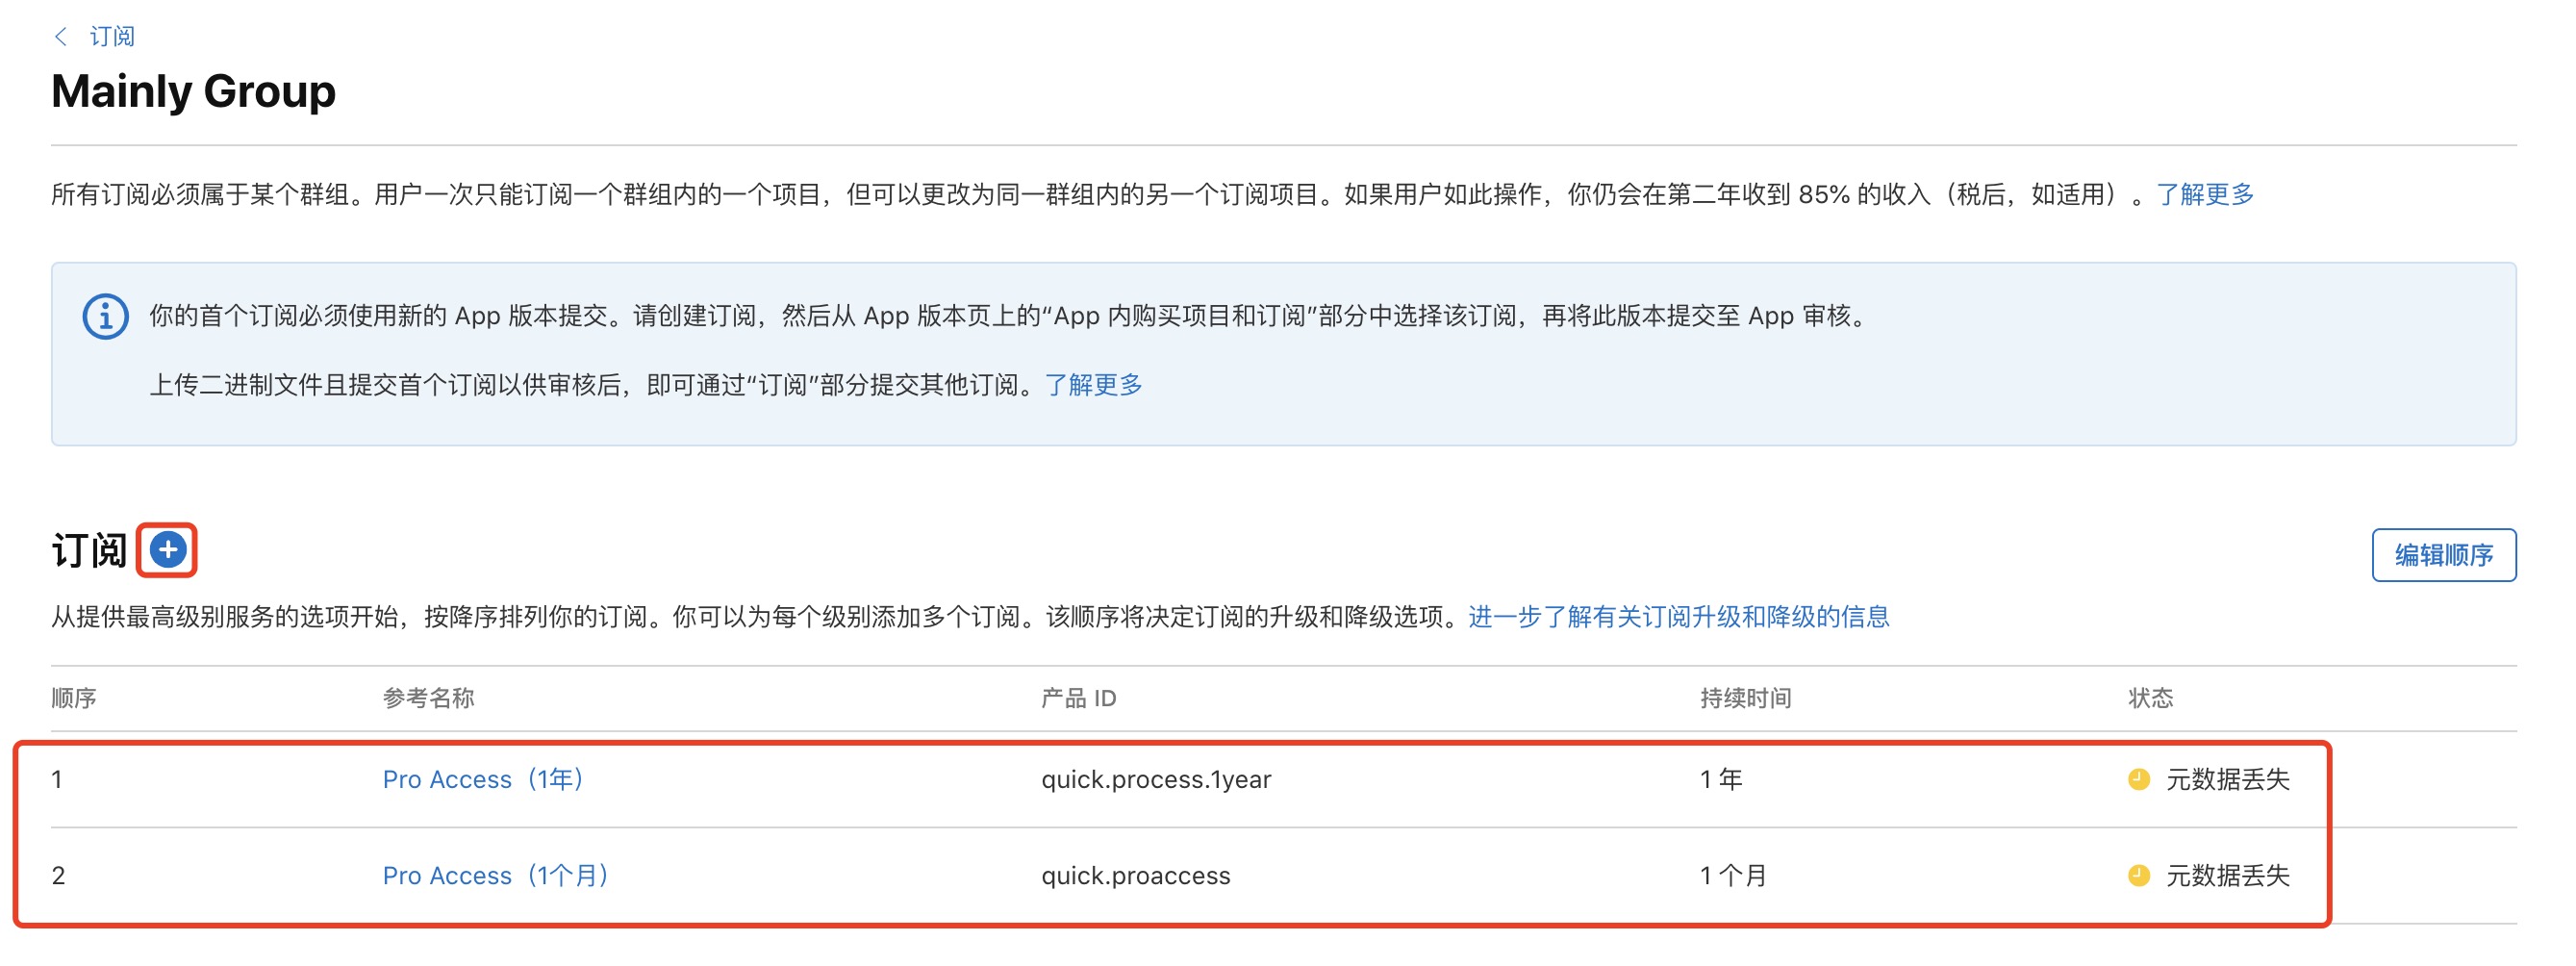 订阅
Mainly Group
所有订阅必须属于某个群组。用户一次只能订阅一个群组内的一个项目，但可以更改为同一群组内的另一个订阅项目。如果用户如此操作，你仍会在第二年收到 85% 的收入（税后，如适用）。了解更多
你的首个订阅必须使用新的 App 版本提交。请创建订阅，然后从 App 版本页上的“App 内购买项目和订阅”部分中选择该订阅，再将此版本提交至 App 审核。
上传二进制文件且提交首个订阅以供审核后，即可通过“订阅”部分提交其他订阅。了解更多
订阅
编辑顺序
从提供最高级别服务的选项开始，按降序排列你的订阅。你可以为每个级别添加多个订阅。该顺序将决定订阅的升级和降级选项。进一步了解有关订阅升级和降级的信息
顺序 参考名称 产品 ID 持续时间 状态
1 Pro Access（1年） quick.process.1year 1 年 元数据丢失
2 Pro Access（1个月） quick.proaccess 1 个月 元数据丢失